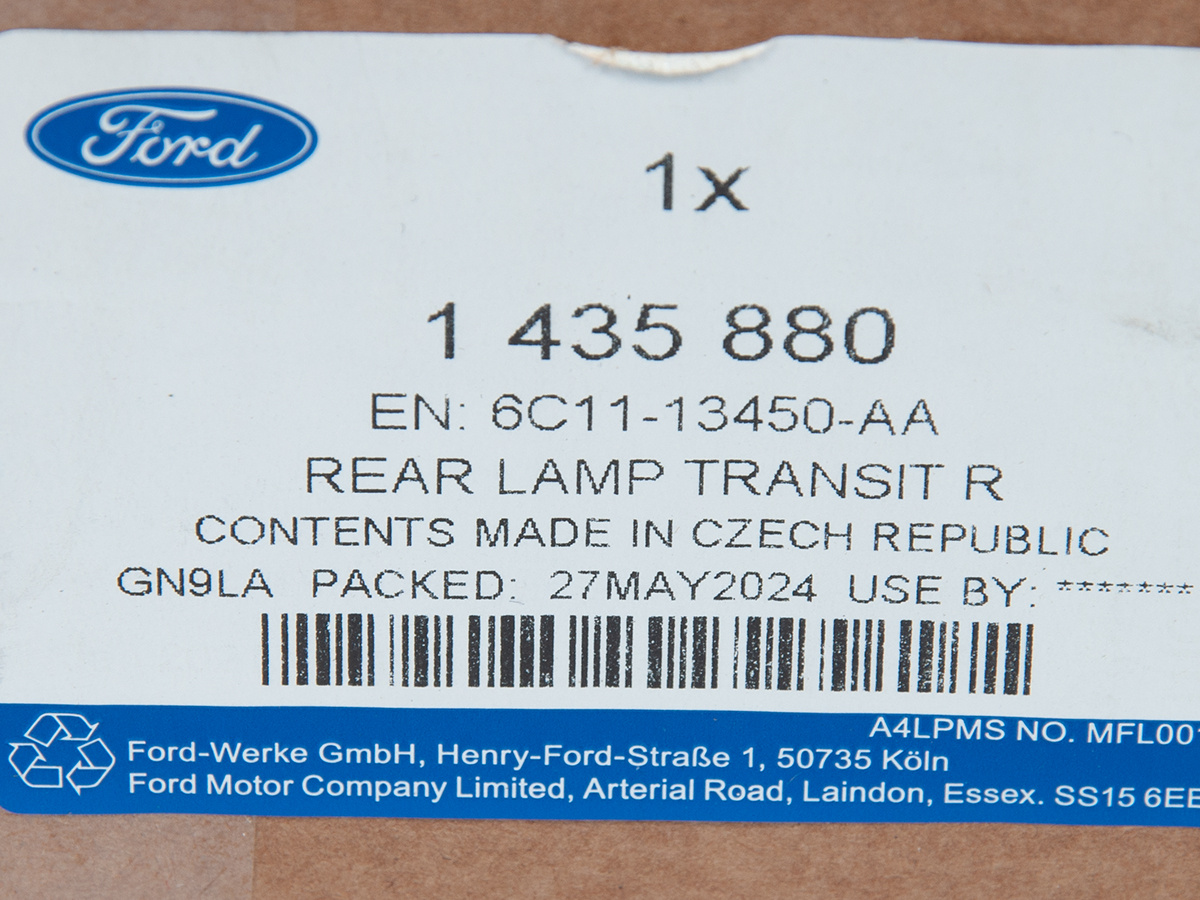 Ford
1x
1 435 880
EN: 6C11-13450-AA
REAR LAMP TRANSIT R
CONTENTS MADE IN CZECH REPUBLIC
GN9LA PACKED: 27MAY2024 USE BY: *******
A4LPMS NO. MFL001
Ford-Werke GmbH, Henry-Ford-Straße 1, 50735 Köln
Ford Motor Company Limited, Arterial Road, Laindon, Essex. SS15 6EE